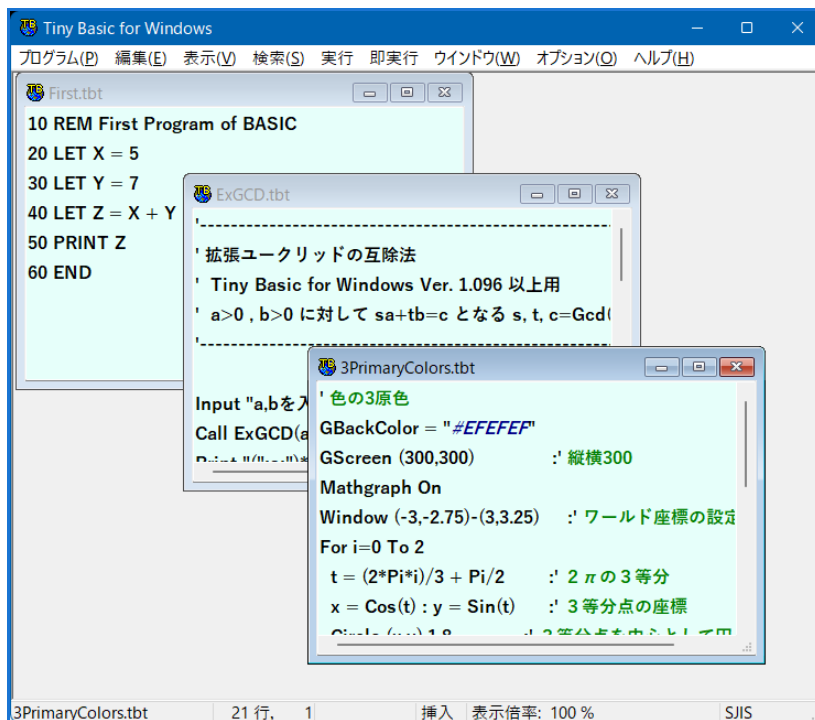 Tiny Basic for Windows
プログラム(P) 編集(E) 表示(V) 検索(S) 実行 即実行 ウインドウ(W) オプション(O) ヘルプ(H)
First.tbt
10 REM First Program of BASIC
20 LET X = 5
30 LET Y = 7
40 LET Z = X + Y
50 PRINT Z
60 END
ExGCD.tbt
'----------------------------------------------------------
' 拡張ユークリッドの互除法
' Tiny Basic for Windows Ver. 1.096 以上用
' a>0 , b>0 に対して sa+tb=c となる s, t, c=Gcd(
'----------------------------------------------------------
Input "a,bを入
Call ExGCD(a
3PrimaryColors.tbt
' 色の3原色
GBackColor = "#EFEFEF"
GScreen (300,300) :' 縦横300
Mathgraph On
Window (-3,-2.75)-(3,3.25) :' ワールド座標の設定
For i=0 To 2
t = (2*Pi*i)/3 + Pi/2 :' 2πの3等分
x = Cos(t) : y = Sin(t) :' 3等分点の座標
3PrimaryColors.tbt 21 行, 1 挿入 表示倍率: 100 % SJIS